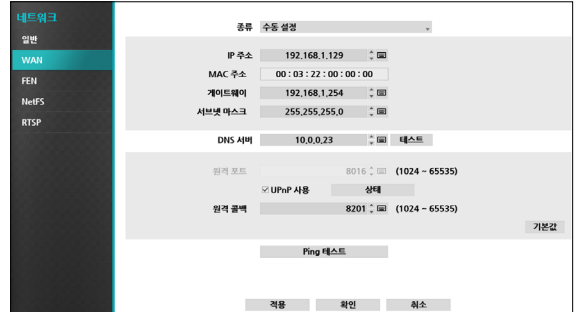 네트워크
일반
WAN
FEN
NetFS
RTSP
종류 수동 설정
IP 주소 192,168,1,129
MAC 주소 00 : 03 : 22 : 00 : 00 : 00
게이트웨이 192,168,1,254
서브넷 마스크 255,255,255,0
DNS 서버 10,0,0,23 테스트
원격 포트 8016 (1024 ~ 65535)
UPnP 사용 상태
원격 콜백 8201 (1024 ~ 65535)
기본값
Ping 테스트
적용 확인 취소